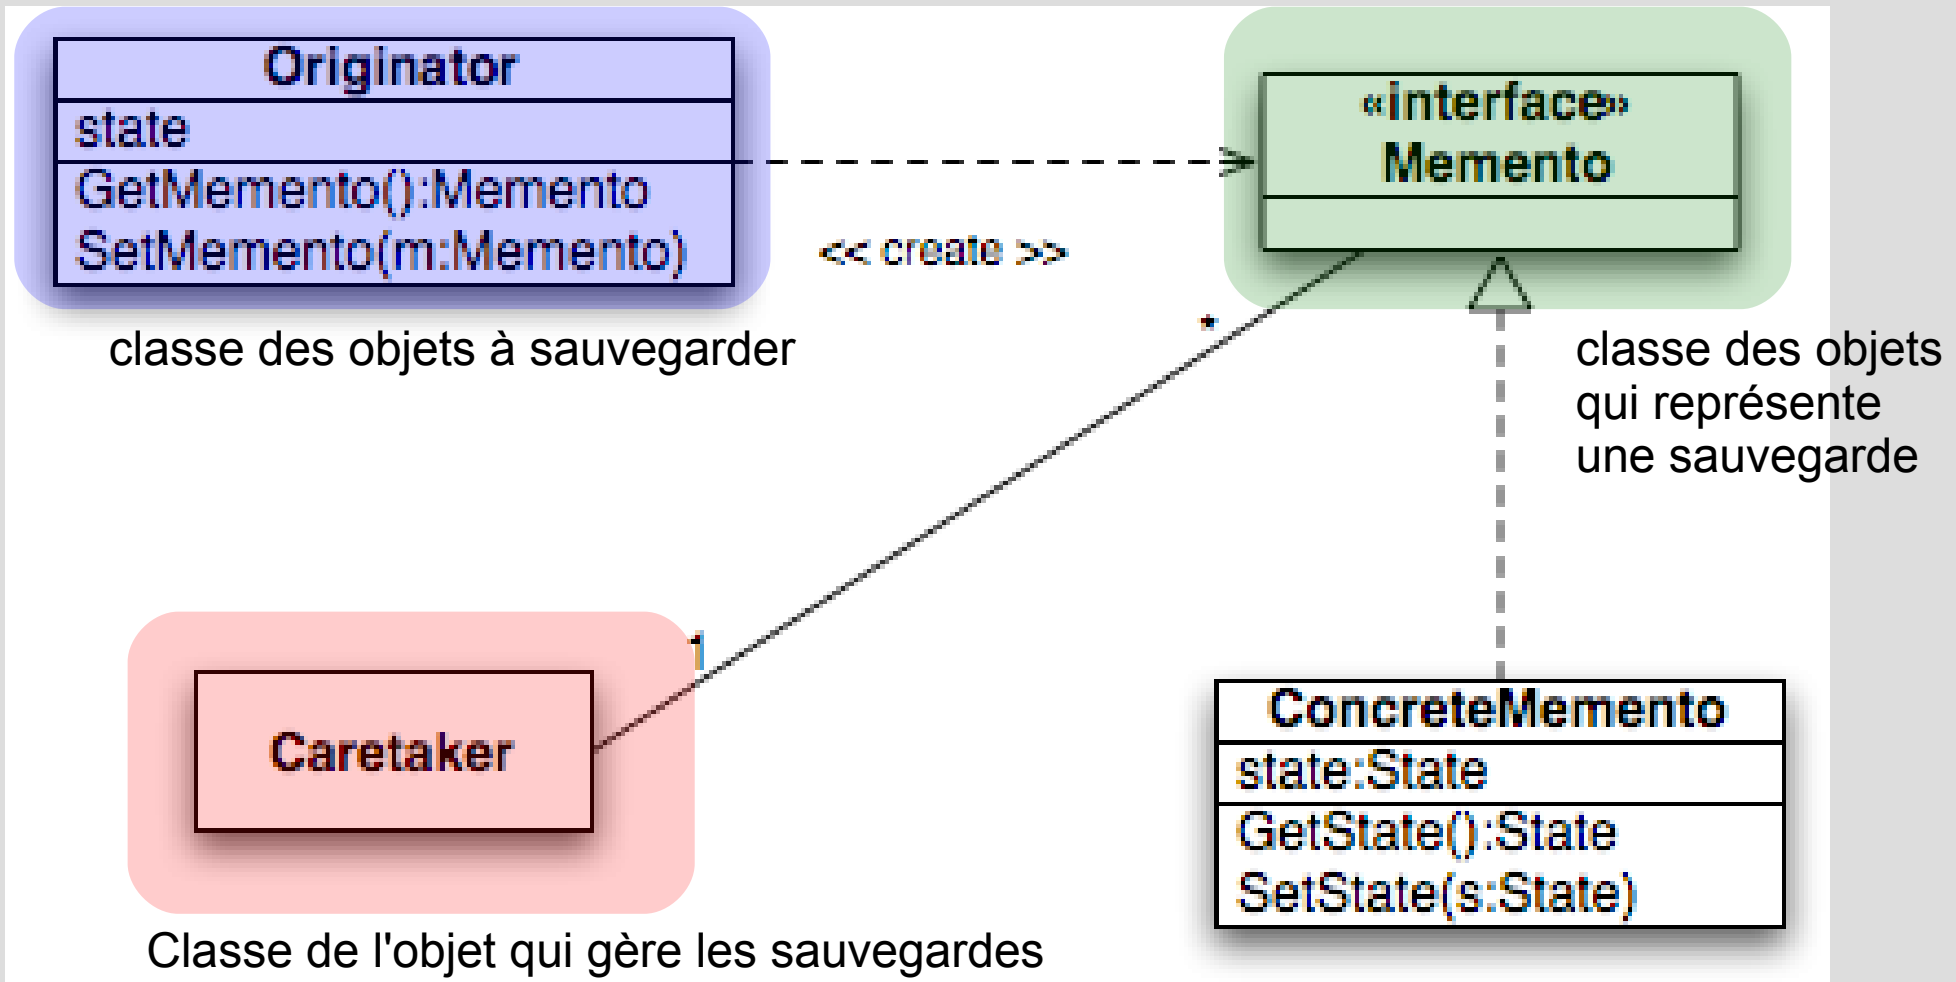 Originator
state
GetMemento():Memento
SetMemento(m:Memento)
classe des objets à sauvegarder
<< create >>
«interface»
Memento
*
classe des objets
qui représente
une sauvegarde
1
Caretaker
Classe de l'objet qui gère les sauvegardes
ConcreteMemento
state:State
GetState():State
SetState(s:State)